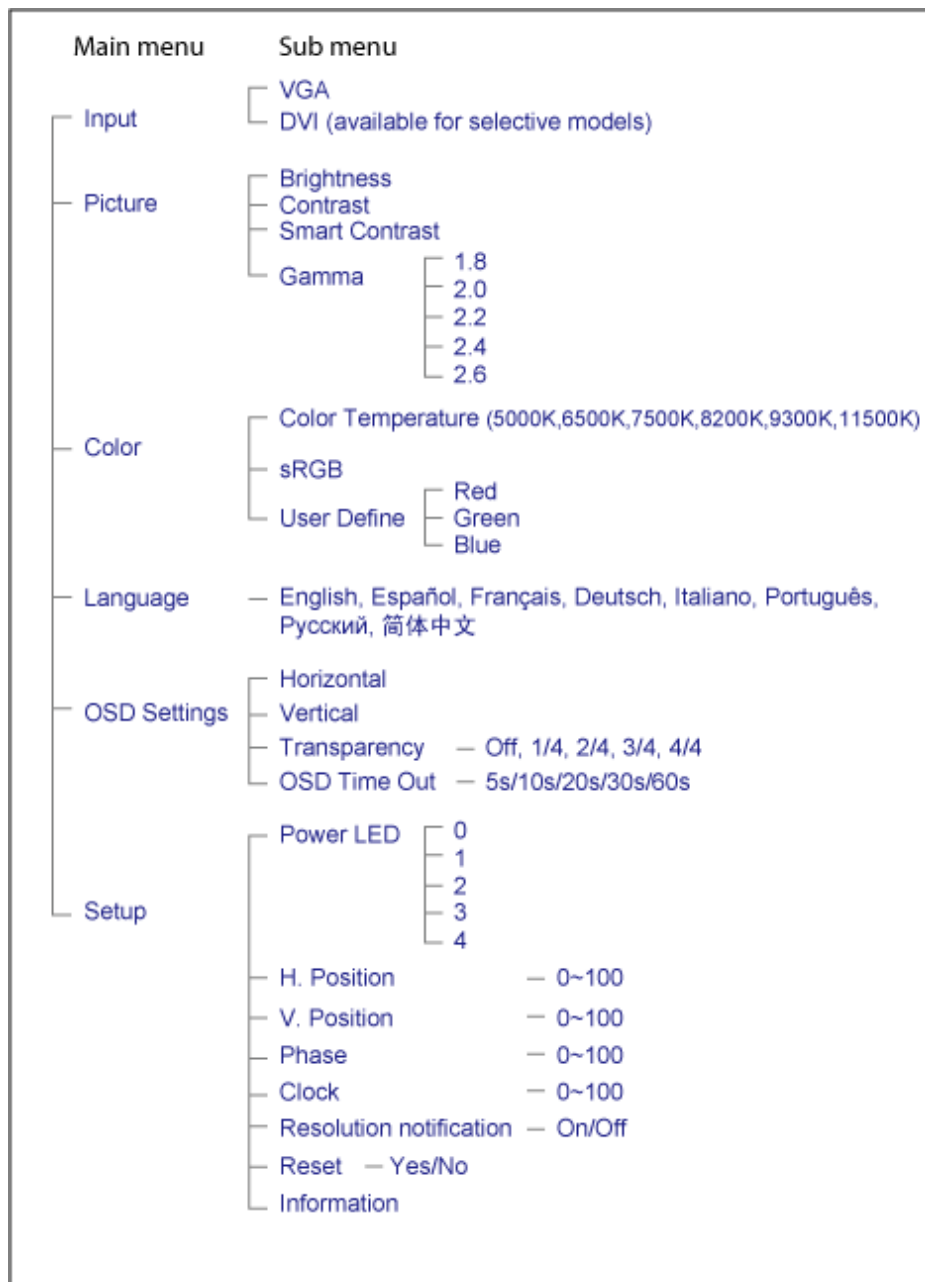 Main menu Sub menu
VGA
Input DVI (available for selective models)
Brightness
Picture Contrast
Smart Contrast
Gamma 1.8
2.0
2.2
2.4
2.6
Color Temperature (5000K,6500K,7500K,8200K,9300K,11500K)
Color
sRGB
Red
User Define Green
Blue
Language English, Español, Français, Deutsch, Italiano, Português,
Русский, 简体中文
Horizontal
OSD Settings Vertical
Transparency Off, 1/4, 2/4, 3/4, 4/4
OSD Time Out 5s/10s/20s/30s/60s
Power LED 0
1
2
Setup 3
4
H. Position 0~100
V. Position 0~100
Phase 0~100
Clock 0~100
Resolution notification On/Off
Reset Yes/No
Information